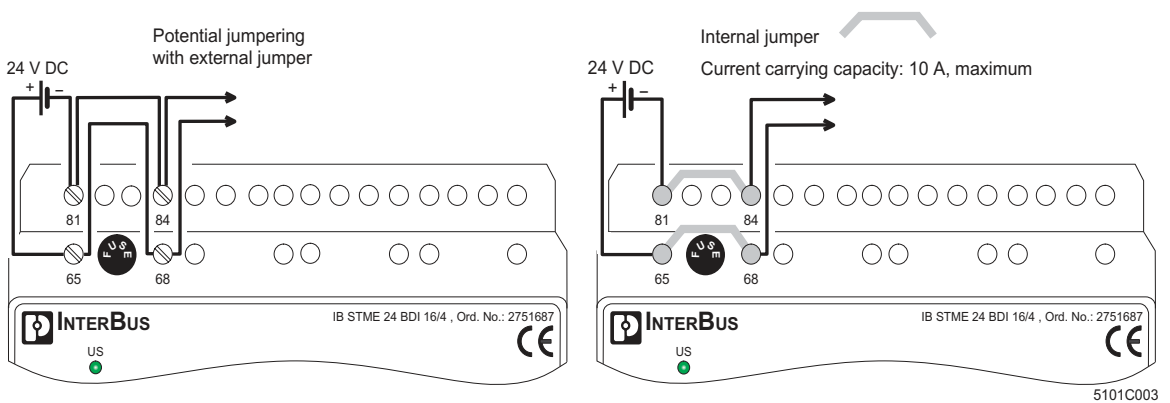 Potential jumpering
with external jumper
24 V DC
+ −
81 84
FUSE
65 68
INTERBUS
IB STME 24 BDI 16/4 , Ord. No.: 2751687
CE
US
Internal jumper
24 V DC
Current carrying capacity: 10 A, maximum
+ −
81 84
FUSE
65 68
INTERBUS
IB STME 24 BDI 16/4 , Ord. No.: 2751687
CE
US
5101C003